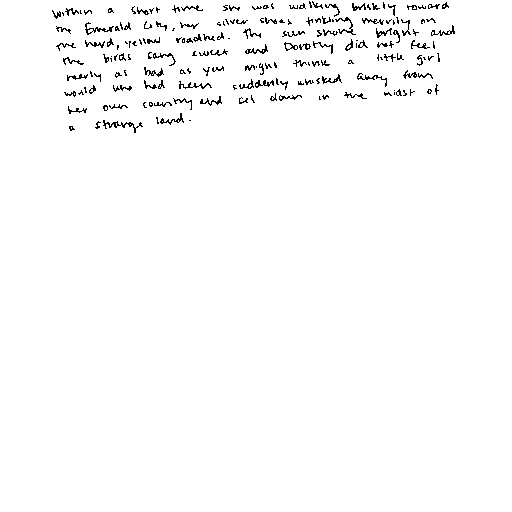 within a short time she was walking briskly toward
the Emerald City, her silver shoes tinkling merrily on
the hard, yellow roadbed. The sun shone bright and
the birds sang sweet and Dorothy did not feel
nearly as bad as you might think a little girl
would who had been suddenly whisked away from
her own country and set down in the midst of
a strange land.